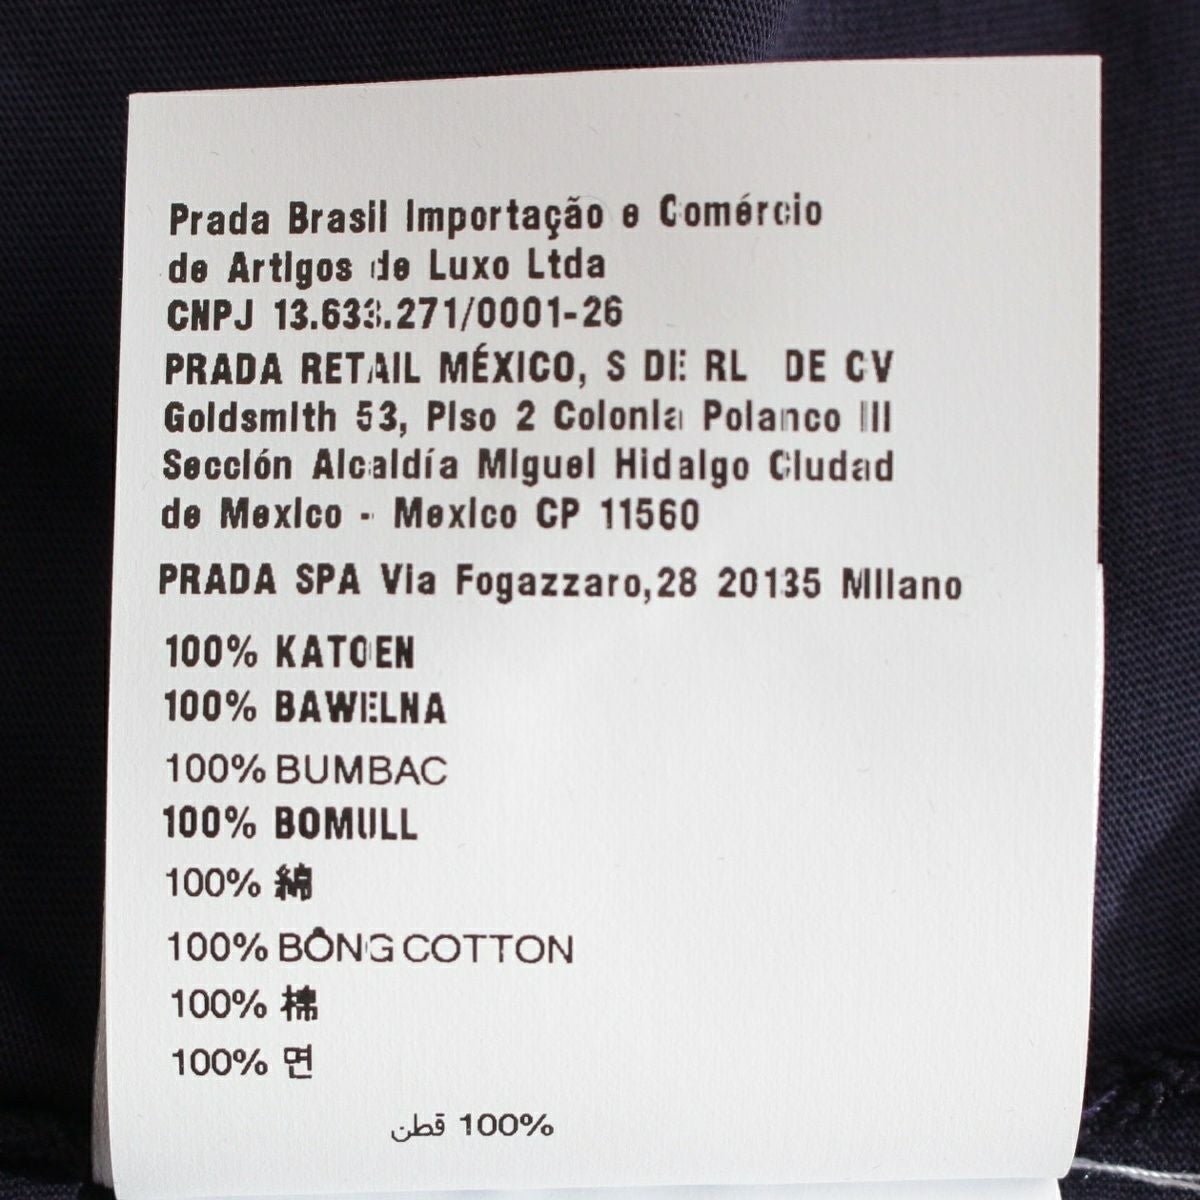 Prada Brasil Importação e Comércio
de Artigos de Luxo Ltda
CNPJ 13.633.271/0001-26
PRADA RETAIL MÉXICO, S DE RL DE CV
Goldsmith 53, Piso 2 Colonia Polanco III
Sección Alcaldía Miguel Hidalgo Ciudad
de Mexico - Mexico CP 11560
PRADA SPA Via Fogazzaro,28 20135 Milano
100% KATOEN
100% BAWELNA
100% BUMBAC
100% BOMULL
100% 綿
100% BÔNG COTTON
100% 棉
100% 면
100% قطن